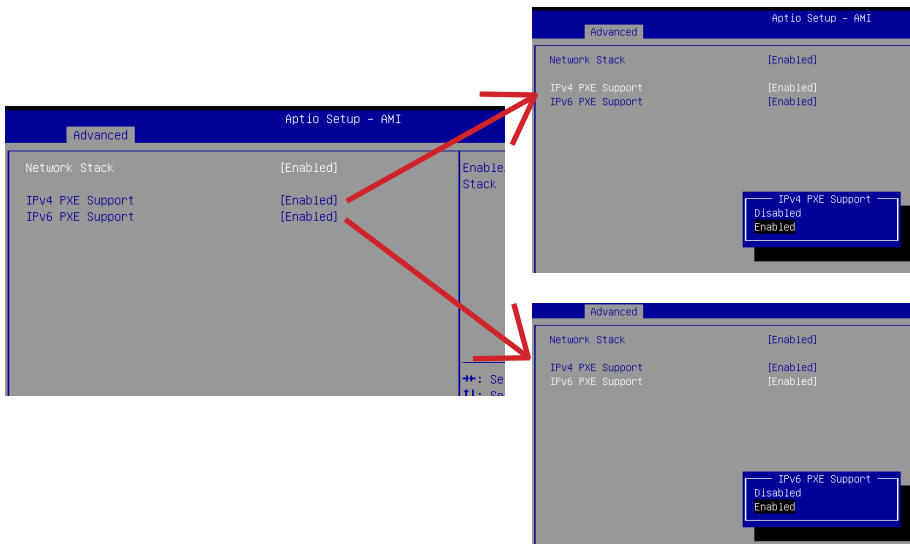 Aptio Setup – AMI
Advanced
Network Stack [Enabled]
IPv4 PXE Support [Enabled]
IPv6 PXE Support [Enabled]
Enable
Stack
→←: Se
↑↓: Se
Aptio Setup – AMI
Advanced
Network Stack [Enabled]
IPv4 PXE Support [Enabled]
IPv6 PXE Support [Enabled]
IPv4 PXE Support
Disabled
Enabled
Advanced
Network Stack [Enabled]
IPv4 PXE Support [Enabled]
IPv6 PXE Support [Enabled]
IPv6 PXE Support
Disabled
Enabled